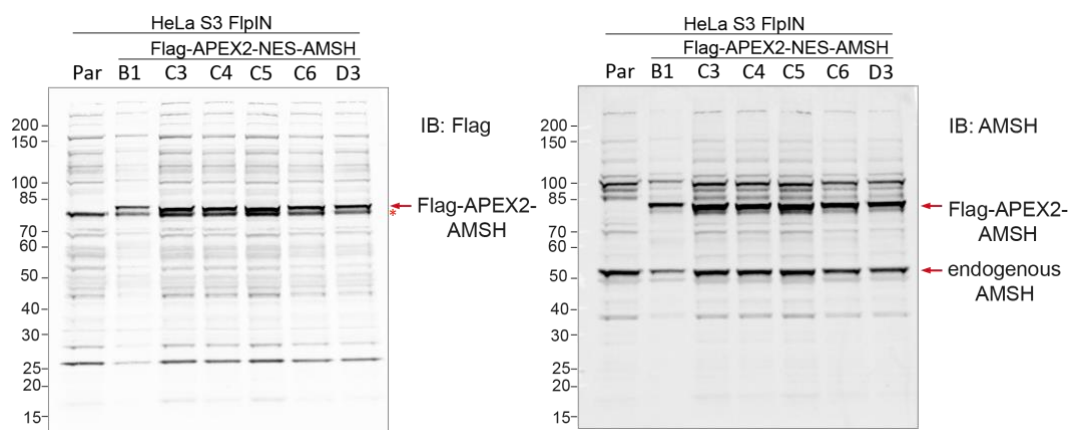 HeLa S3 FlpIN
Flag-APEX2-NES-AMSH
Par B1 C3 C4 C5 C6 D3
200
150
100
85
70
60
50
40
30
25
20
15
IB: Flag
Flag-APEX2-
*
AMSH
HeLa S3 FlpIN
Flag-APEX2-NES-AMSH
Par B1 C3 C4 C5 C6 D3
200
150
100
85
70
60
50
40
30
25
20
15
IB: AMSH
Flag-APEX2-
AMSH
endogenous
AMSH